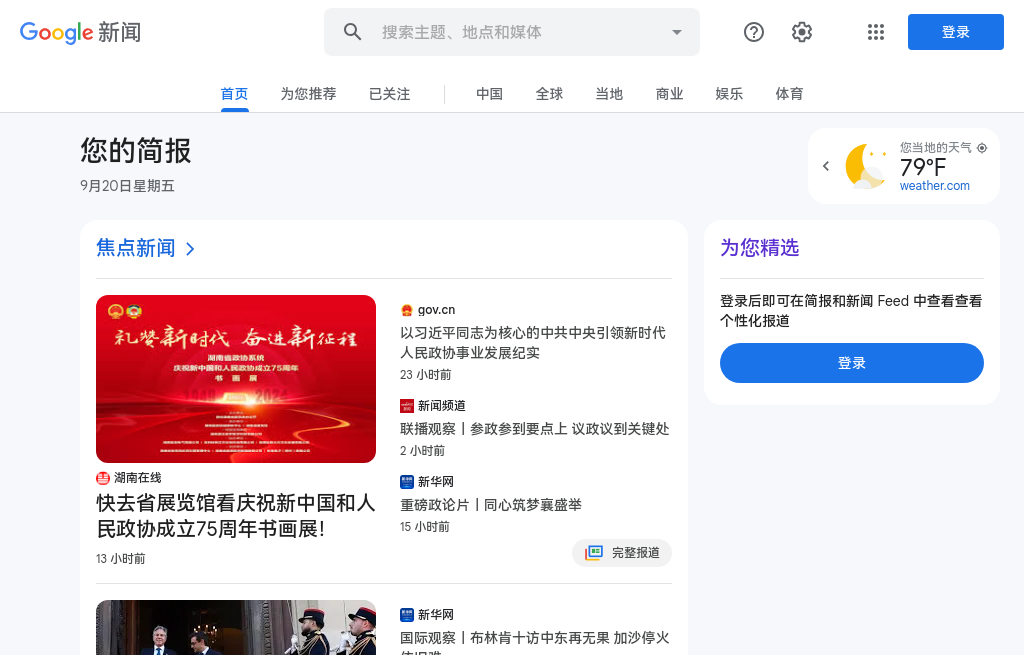 Google 新闻
搜索主题、地点和媒体
登录
首页
为您推荐
已关注
中国
全球
当地
商业
娱乐
体育
您的简报
9月20日星期五
您当地的天气
79°F
weather.com
焦点新闻
礼赞新时代 奋进新征程
湖南省政协系统
庆祝新中国和人民政协成立75周年
书 画 展
湖南在线
快去省展览馆看庆祝新中国和人
民政协成立75周年书画展！
13 小时前
gov.cn
以习近平同志为核心的中共中央引领新时代
人民政协事业发展纪实
23 小时前
新闻频道
联播观察丨参政参到要点上 议政议到关键处
2 小时前
新华网
重磅政论片丨同心筑梦襄盛举
15 小时前
完整报道
新华网
国际观察丨布林肯十访中东再无果 加沙停火
为您精选
登录后即可在简报和新闻 Feed 中查看查看
个性化报道
登录